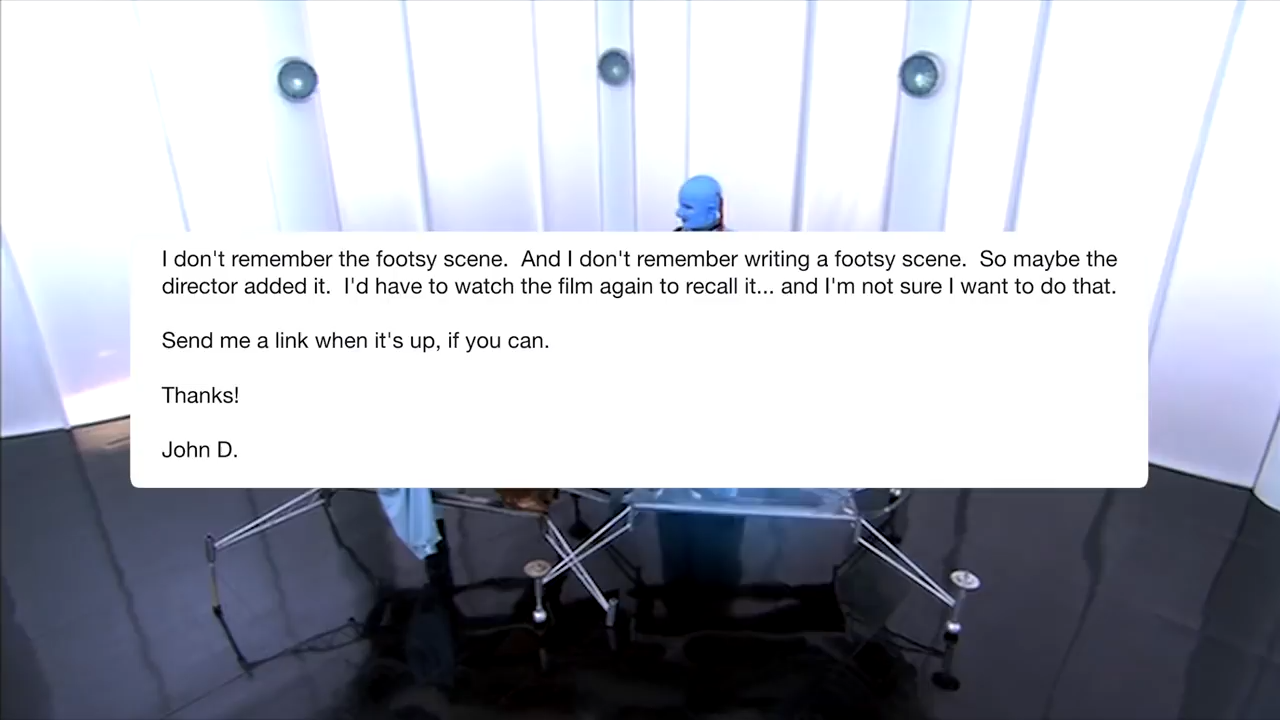 I don't remember the footsy scene.  And I don't remember writing a footsy scene.  So maybe the
director added it.  I'd have to watch the film again to recall it... and I'm not sure I want to do that.
Send me a link when it's up, if you can.
Thanks!
John D.